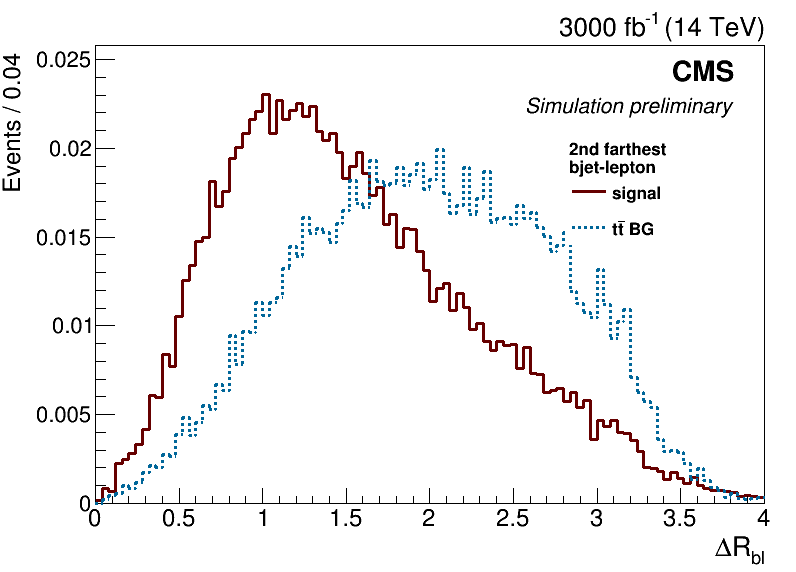 3000 fb⁻¹ (14 TeV)
Events / 0.04
0.025
0.02
0.015
0.01
0.005
0
CMS
Simulation preliminary
2nd farthest
bjet-lepton
signal
tt̄ BG
0 0.5 1 1.5 2 2.5 3 3.5 4
ΔR_bl